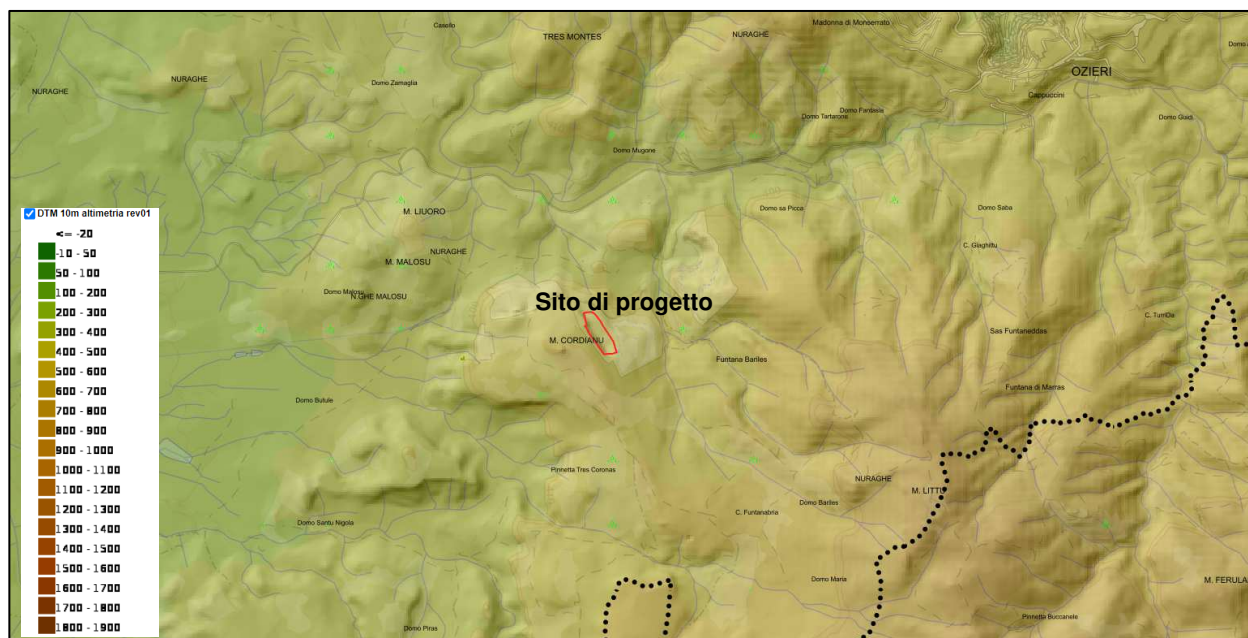 Casello
Madonna di Monserrato
TRES MONTES
NURAGHE
NURAGHE
NURAGHE
Domo Zamaglia
OZIERI
Cappuccini
Domo Fantasia
Domo Tartarone
Domo Guidi
Domo Mugone
DTM 10m altimetria rev01
<= -20
-10 - 50
50 - 100
100 - 200
200 - 300
300 - 400
400 - 500
500 - 600
600 - 700
700 - 800
800 - 900
900 - 1000
1000 - 1100
1100 - 1200
1200 - 1300
1300 - 1400
1400 - 1500
1500 - 1600
1600 - 1700
1700 - 1800
1800 - 1900
M. LIUORO
Domo sa Picca
Domo Saba
NURAGHE
C. Giaghittu
M. MALOSU
Domo Malosu
N.GHE MALOSU
Sito di progetto
M. CORDIANU
Sas Funtaneddas
Funtana Bariles
Funtana di Marras
Domo Butule
Pinnetta Tres Coronas
NURAGHE
M. LITTU
Domo Bariles
C. Funtanabria
Domo Santu Nigola
Domo Maria
M. FERULA
Pinnetta Buccanele
Domo Piras